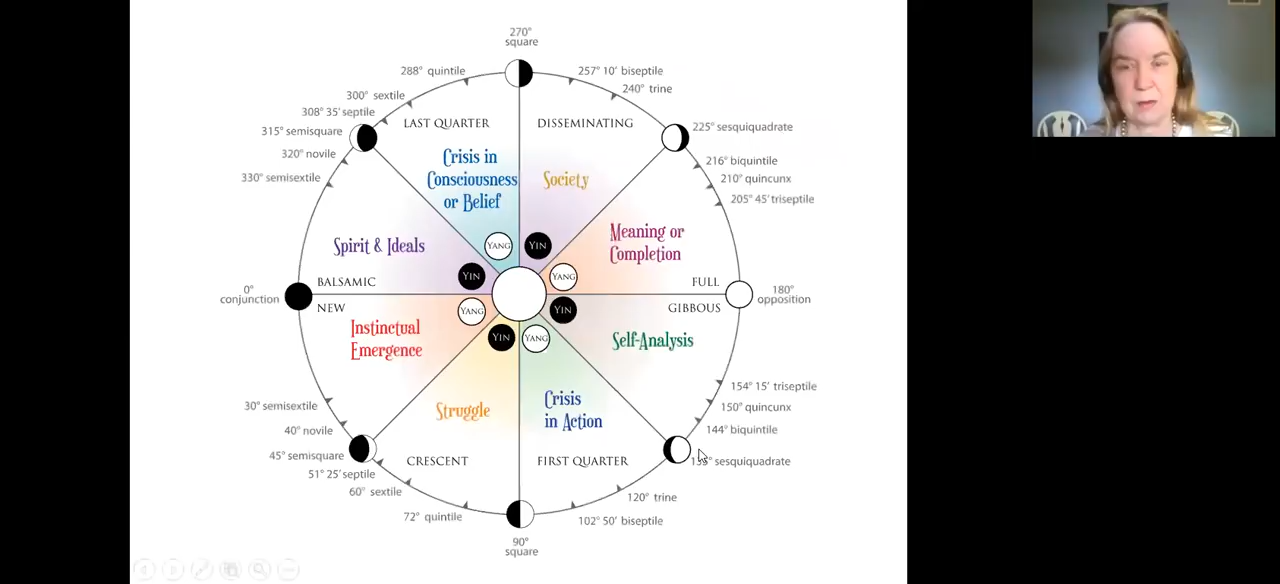 270°
square
288° quintile
257° 10' biseptile
300° sextile
240° trine
308° 35' septile
315° semisquare
LAST QUARTER
DISSEMINATING
225° sesquiquadrate
320° novile
Crisis in
Consciousness
or Belief
Society
216° biquintile
330° semisextile
210° quincunx
205° 45' triseptile
Spirit & Ideals
YANG
YIN
Meaning or
Completion
YIN
YANG
BALSAMIC
FULL
0°
conjunction
180°
opposition
NEW
YANG
YIN
GIBBOUS
Instinctual
Emergence
YIN
YANG
Self-Analysis
154° 15' triseptile
30° semisextile
Struggle
Crisis
in Action
150° quincunx
40° novile
144° biquintile
45° semisquare
CRESCENT
FIRST QUARTER
sesquiquadrate
51° 25' septile
60° sextile
120° trine
72° quintile
102° 50' biseptile
90°
square